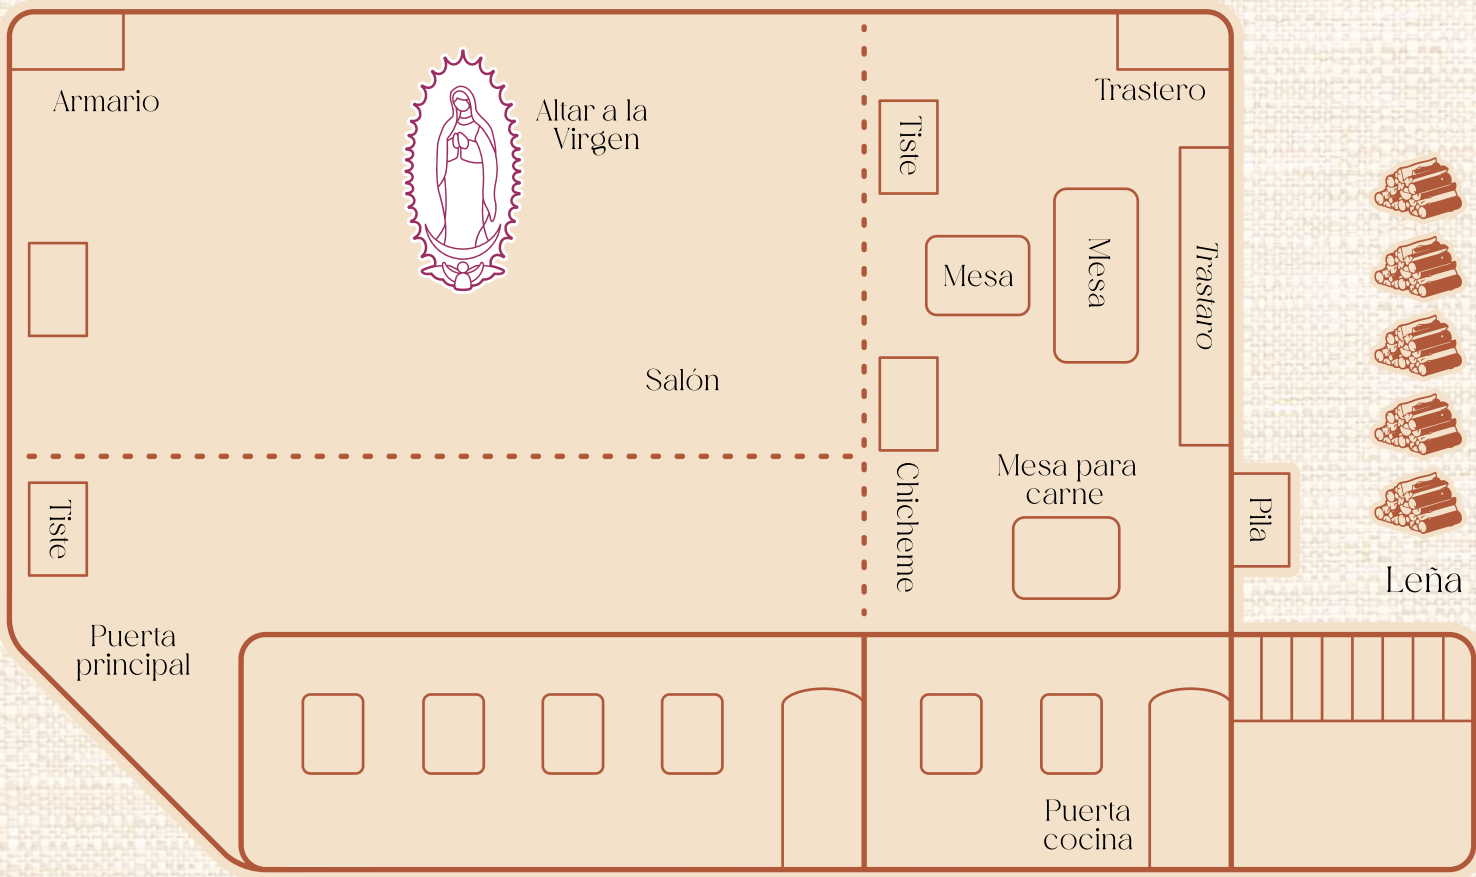 Armario
Altar a la
Virgen
Trastero
Tiste
Mesa
Mesa
Trastaro
Salón
Chicheme
Mesa para
carne
Tiste
Pila
Leña
Puerta
principal
Puerta
cocina